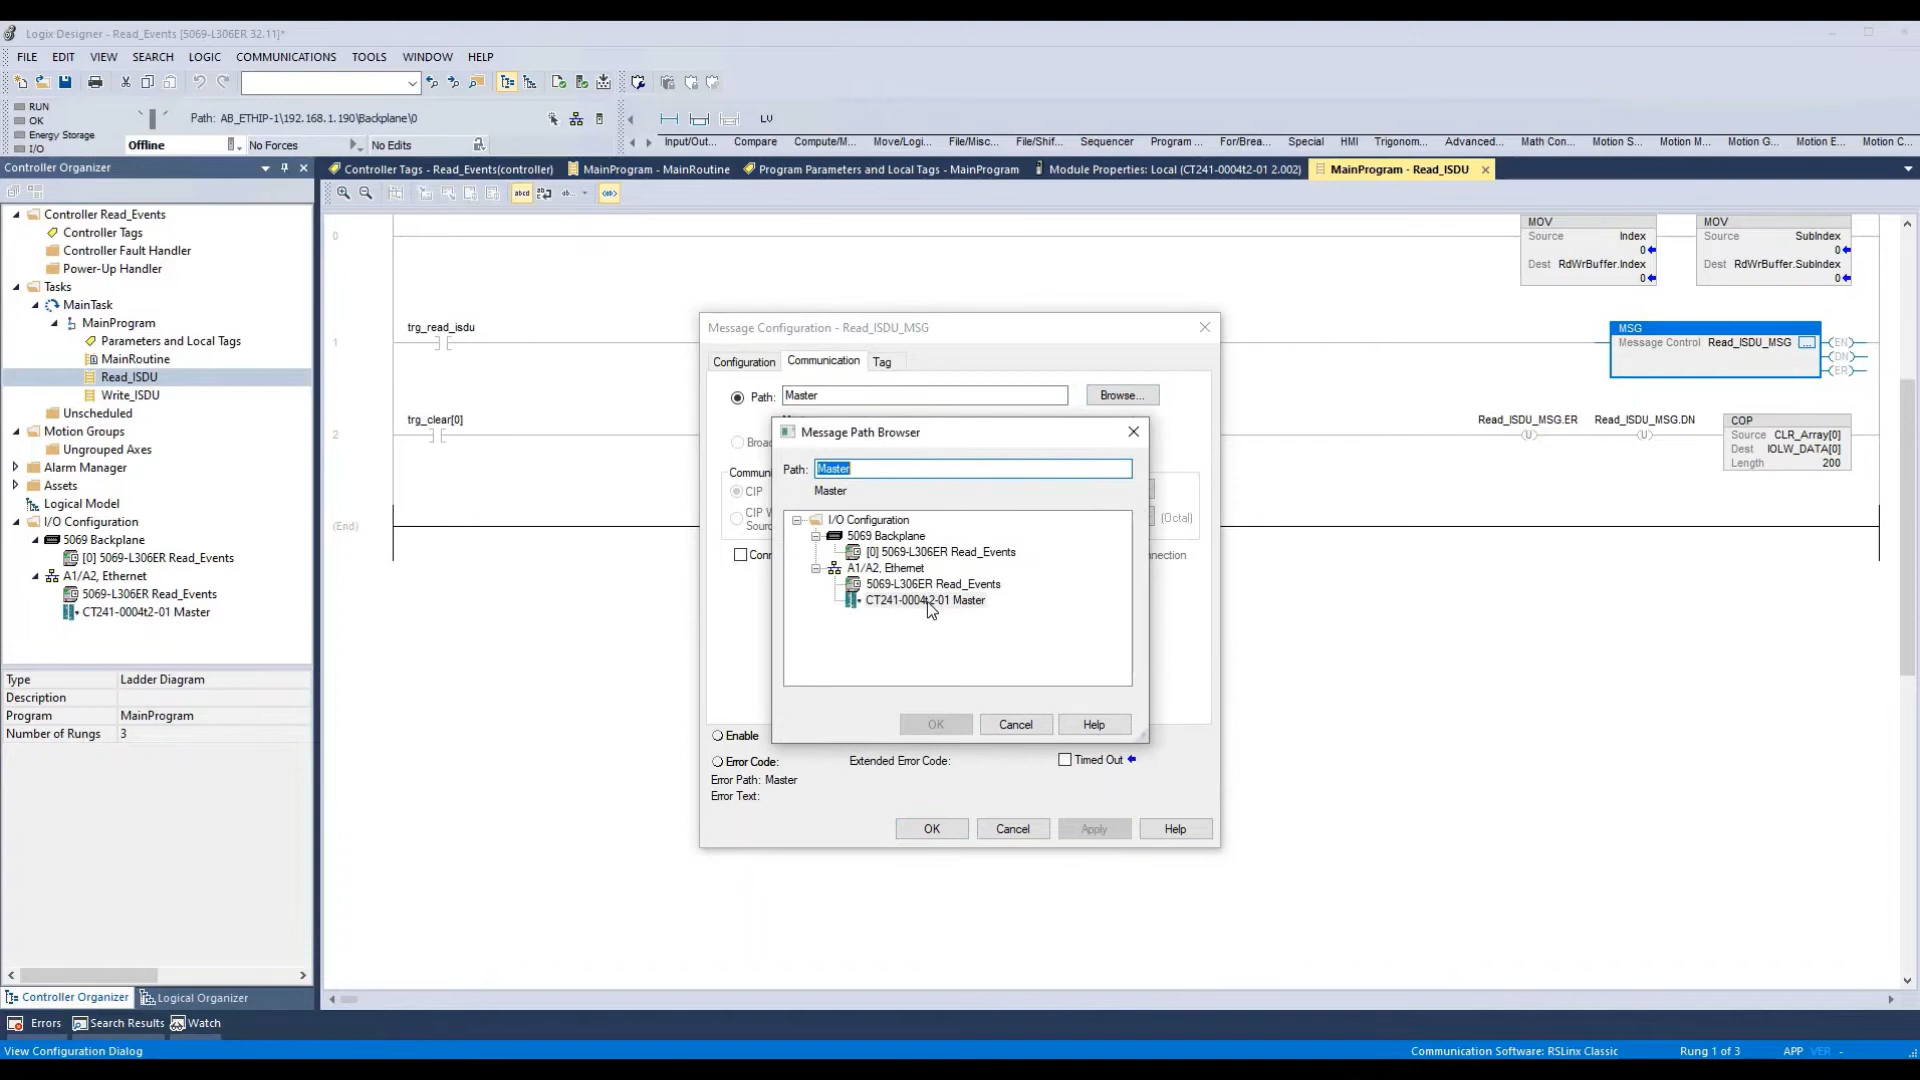 Logix Designer - Read_Events [5069-L306ER 32.11]*
FILE EDIT VIEW SEARCH LOGIC COMMUNICATIONS TOOLS WINDOW HELP
RUN
OK
Energy Storage
I/O
Path: AB_ETHIP-1\192.168.1.190\Backplane\0
Offline No Forces No Edits
LV
Input/Out... Compare Compute/M... Move/Logi... File/Misc... File/Shif... Sequencer Program ... For/Brea... Special HMI Trigonom... Advanced... Math Con... Motion S... Motion M... Motion G... Motion E... Motion C...
Controller Organizer
Controller Tags - Read_Events(controller) MainProgram - MainRoutine Program Parameters and Local Tags - MainProgram Module Properties: Local (CT241-0004t2-01 2.002) MainProgram - Read_ISDU
Controller Read_Events
Controller Tags
Controller Fault Handler
Power-Up Handler
Tasks
MainTask
MainProgram
Parameters and Local Tags
MainRoutine
Read_ISDU
Write_ISDU
Unscheduled
Motion Groups
Ungrouped Axes
Alarm Manager
Assets
Logical Model
I/O Configuration
5069 Backplane
[0] 5069-L306ER Read_Events
A1/A2, Ethernet
5069-L306ER Read_Events
CT241-0004t2-01 Master
Type Ladder Diagram
Description
Program MainProgram
Number of Rungs 3
Controller Organizer Logical Organizer
0
MOV
Source Index
0
Dest RdWrBuffer.Index
0
MOV
Source SubIndex
0
Dest RdWrBuffer.SubIndex
0
1
trg_read_isdu
MSG
Message Control Read_ISDU_MSG ...
EN
DN
ER
2
trg_clear[0]
Read_ISDU_MSG.ER
U
Read_ISDU_MSG.DN
U
COP
Source CLR_Array[0]
Dest IOLW_DATA[0]
Length 200
(End)
Message Configuration - Read_ISDU_MSG
Configuration Communication Tag
Path: Master Browse...
Broad
Communi
CIP
CIP W
Sourc
(Octal)
Conn
nnection
Enable
Error Code: Extended Error Code: Timed Out
Error Path: Master
Error Text:
OK Cancel Apply Help
Message Path Browser
Path: Master
Master
I/O Configuration
5069 Backplane
[0] 5069-L306ER Read_Events
A1/A2, Ethernet
5069-L306ER Read_Events
CT241-0004t2-01 Master
OK Cancel Help
Errors Search Results Watch
View Configuration Dialog
Communication Software: RSLinx Classic Rung 1 of 3 APP VER